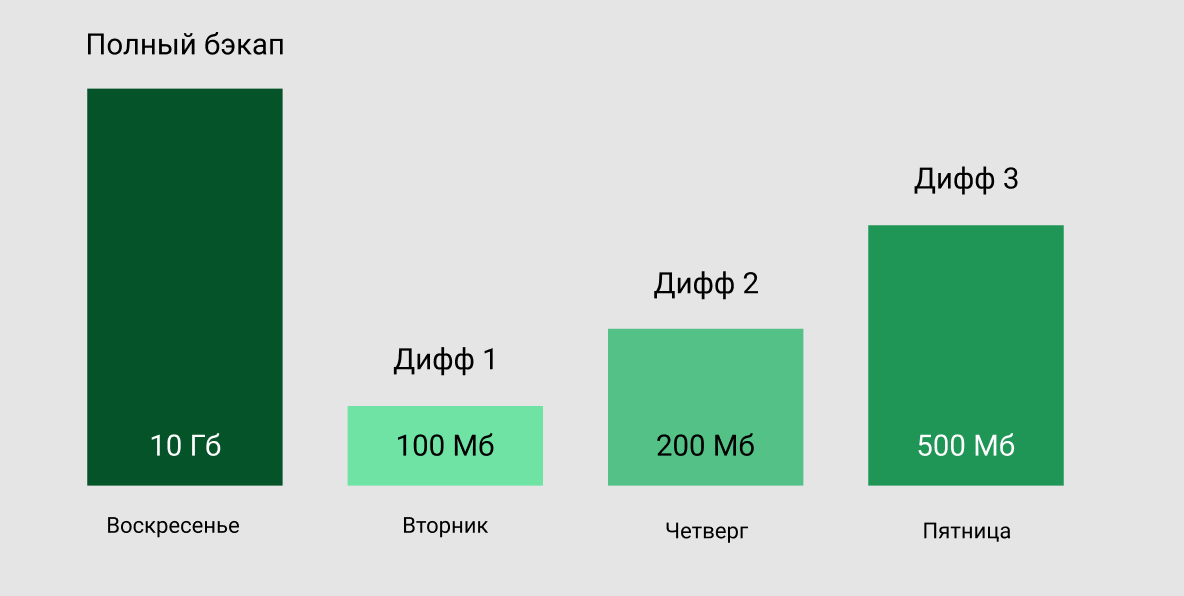 Полный бэкап
10 Гб
Воскресенье
Дифф 1
100 Мб
Вторник
Дифф 2
200 Мб
Четверг
Дифф 3
500 Мб
Пятница